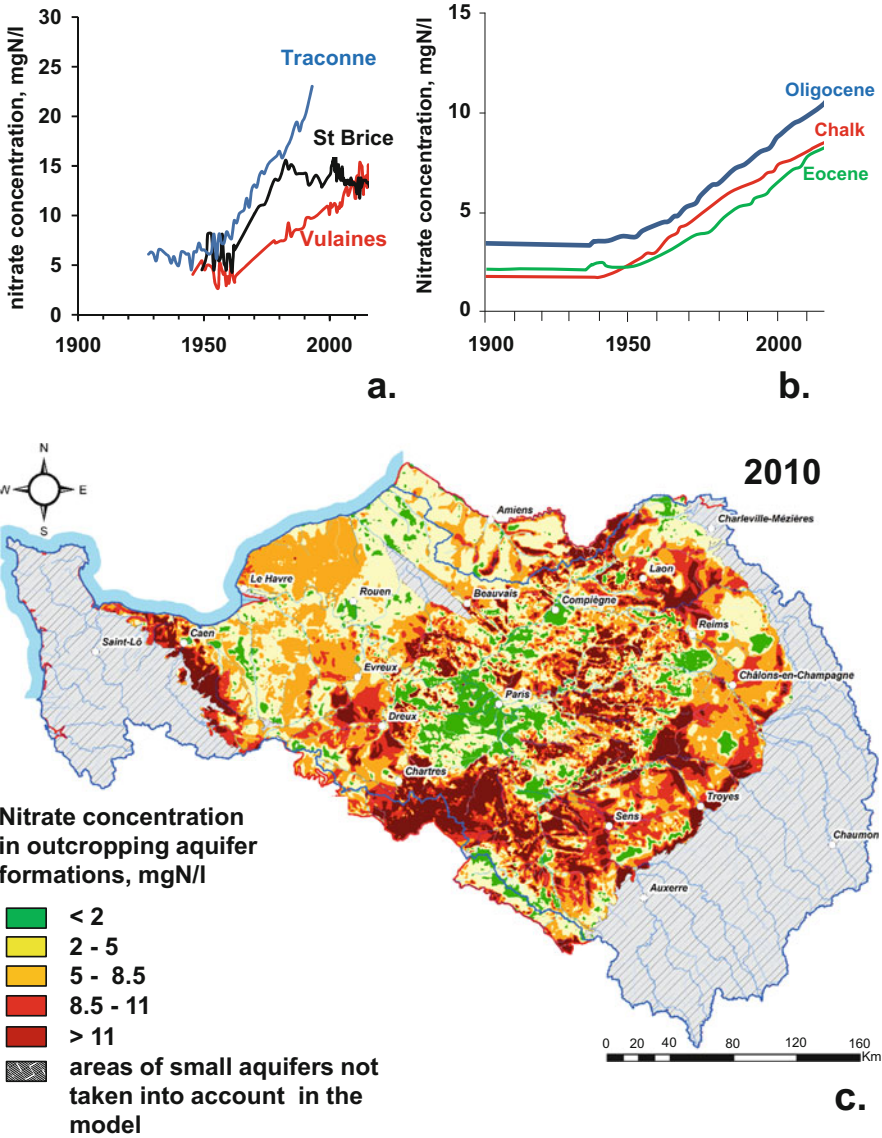 nitrate concentration, mgN/l
30
25
20
15
10
5
0
1900
1950
2000
Traconne
St Brice
Vulaines
a.
Nitrate concentration, mgN/l
15
10
5
0
1900
1950
2000
Oligocene
Chalk
Eocene
b.
N
W
E
S
2010
Amiens
Charleville-Mézières
Le Havre
Rouen
Beauvais
Compiègne
Laon
Saint-Lô
Caen
Reims
Evreux
Châlons-en-Champagne
Paris
Dreux
Chartres
Troyes
Sens
Chaumon
Auxerre
Nitrate concentration
in outcropping aquifer
formations, mgN/l
< 2
2 - 5
5 - 8.5
8.5 - 11
> 11
areas of small aquifers not
taken into account in the
model
0 10 20 40 80 120 160
Km
c.